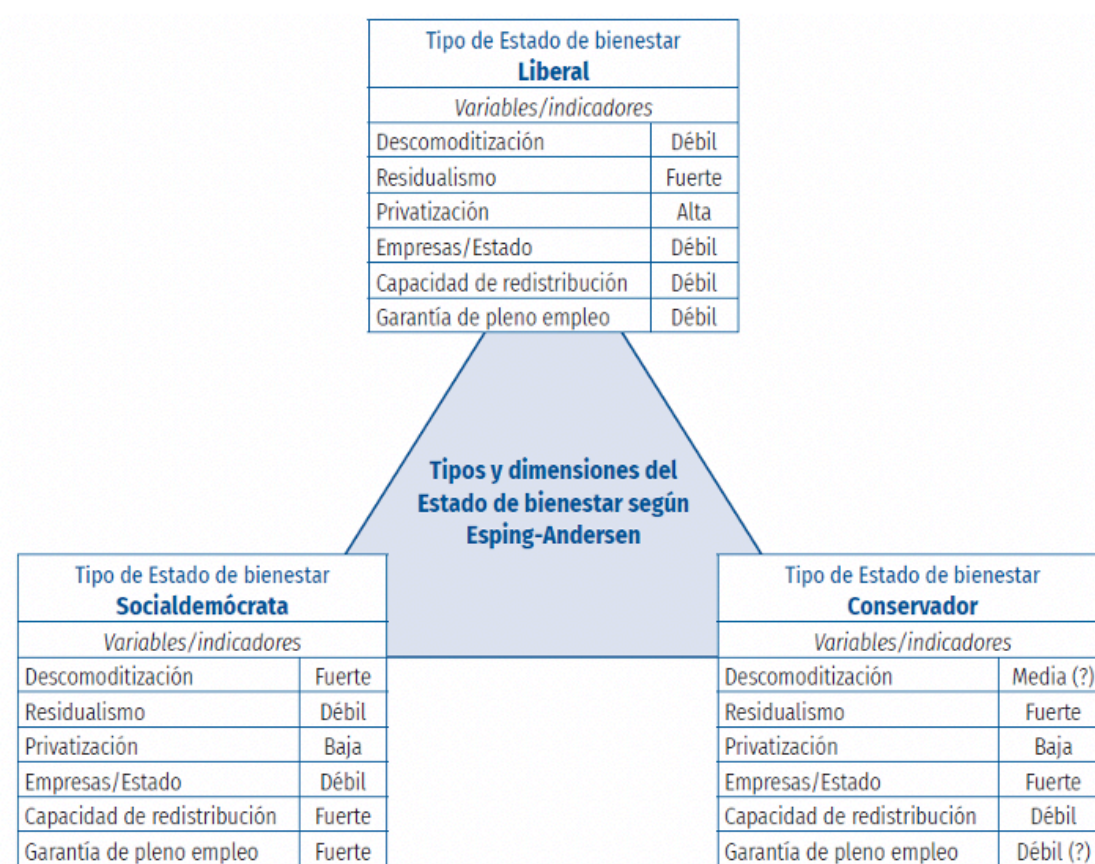 Tipo de Estado de bienestar
Liberal
Variables/indicadores
Descomoditización Débil
Residualismo Fuerte
Privatización Alta
Empresas/Estado Débil
Capacidad de redistribución Débil
Garantía de pleno empleo Débil
Tipos y dimensiones del
Estado de bienestar según
Esping-Andersen
Tipo de Estado de bienestar
Socialdemócrata
Variables/indicadores
Descomoditización Fuerte
Residualismo Débil
Privatización Baja
Empresas/Estado Débil
Capacidad de redistribución Fuerte
Garantía de pleno empleo Fuerte
Tipo de Estado de bienestar
Conservador
Variables/indicadores
Descomoditización Media (?)
Residualismo Fuerte
Privatización Baja
Empresas/Estado Fuerte
Capacidad de redistribución Débil
Garantía de pleno empleo Débil (?)